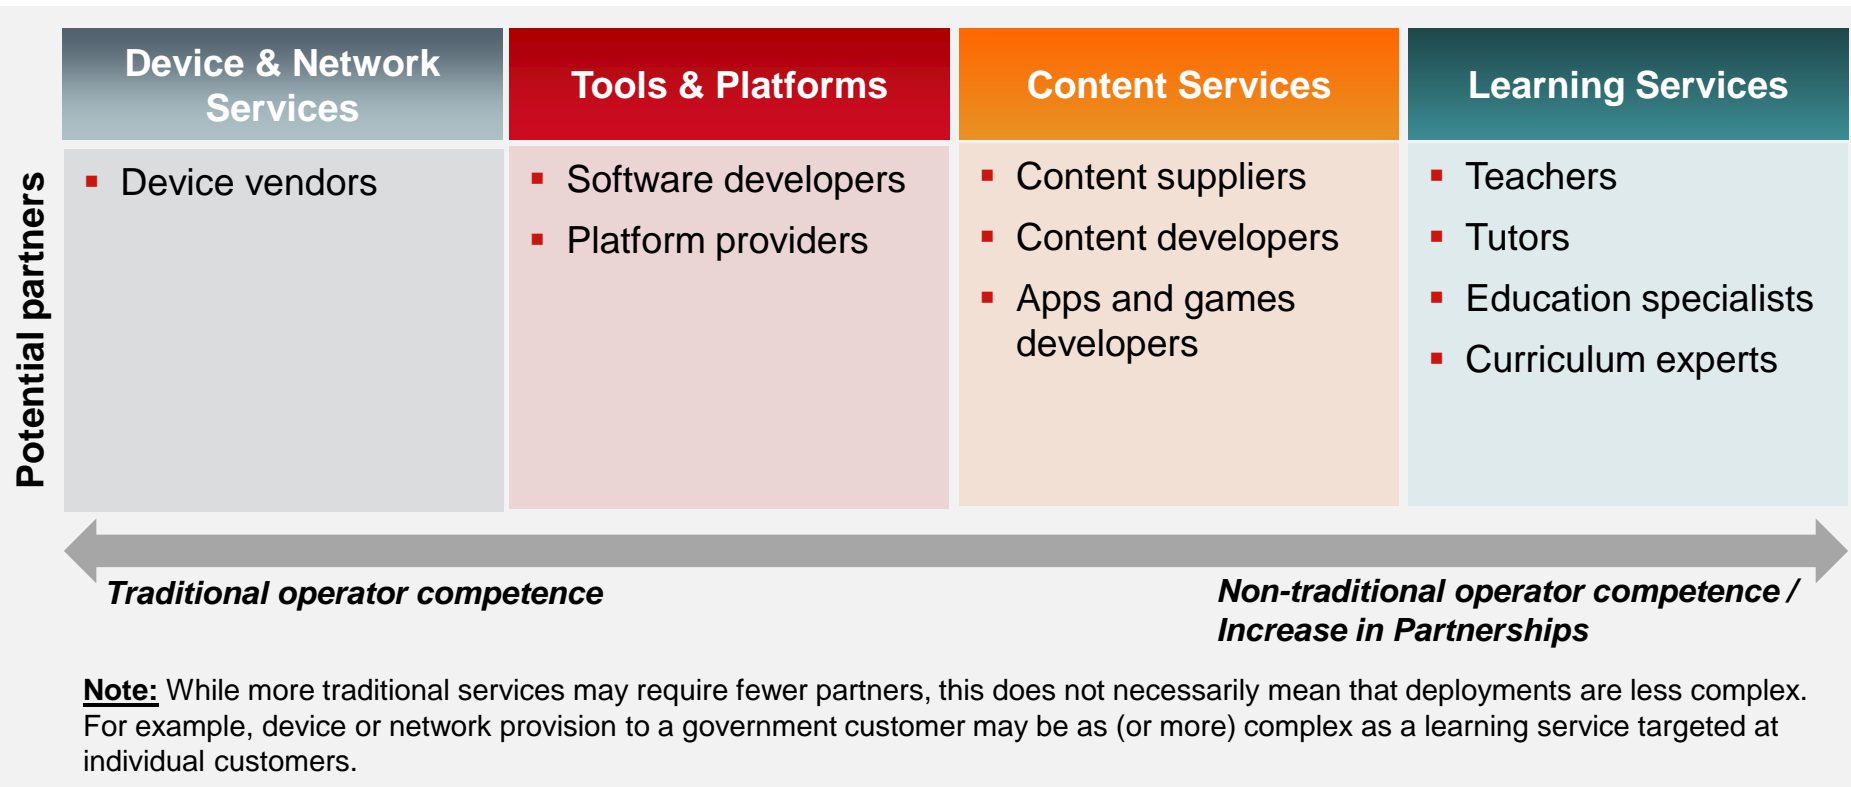 Device & Network
Services
Tools & Platforms
Content Services
Learning Services
Potential partners
▪ Device vendors
▪ Software developers
▪ Platform providers
▪ Content suppliers
▪ Content developers
▪ Apps and games
developers
▪ Teachers
▪ Tutors
▪ Education specialists
▪ Curriculum experts
Traditional operator competence
Non-traditional operator competence /
Increase in Partnerships
Note: While more traditional services may require fewer partners, this does not necessarily mean that deployments are less complex.
For example, device or network provision to a government customer may be as (or more) complex as a learning service targeted at
individual customers.